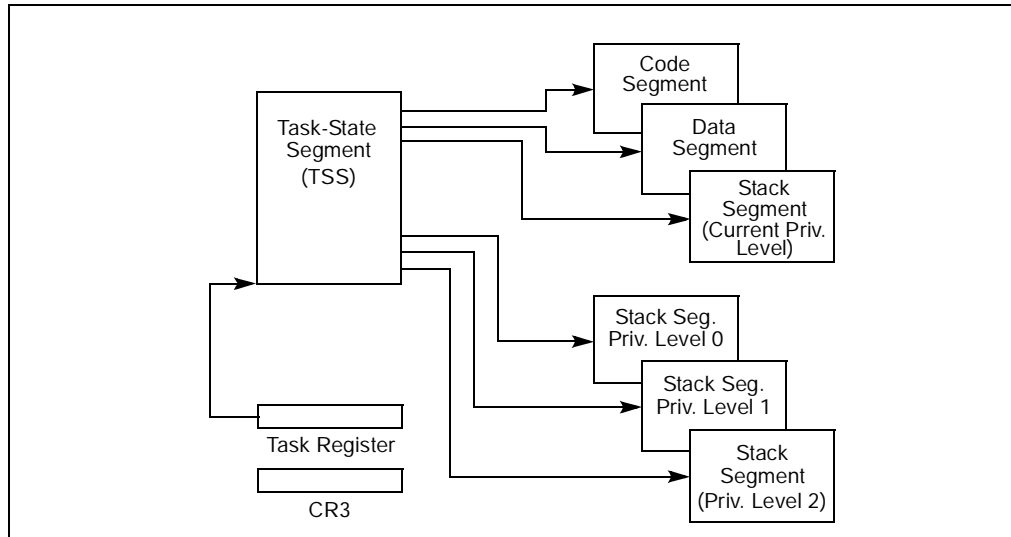 Task-State
Segment
(TSS)
Code
Segment
Data
Segment
Stack
Segment
(Current Priv.
Level)
Stack Seg.
Priv. Level 0
Stack Seg.
Priv. Level 1
Stack
Segment
(Priv. Level 2)
Task Register
CR3